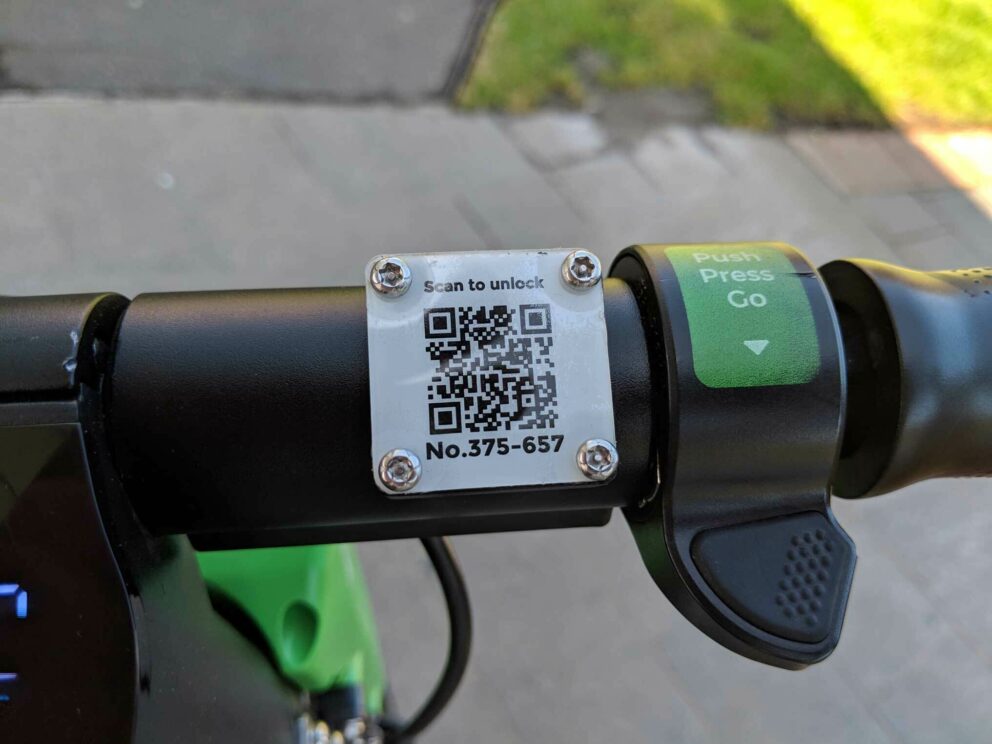 Scan to unlock
No.375-657
Push
Press
Go